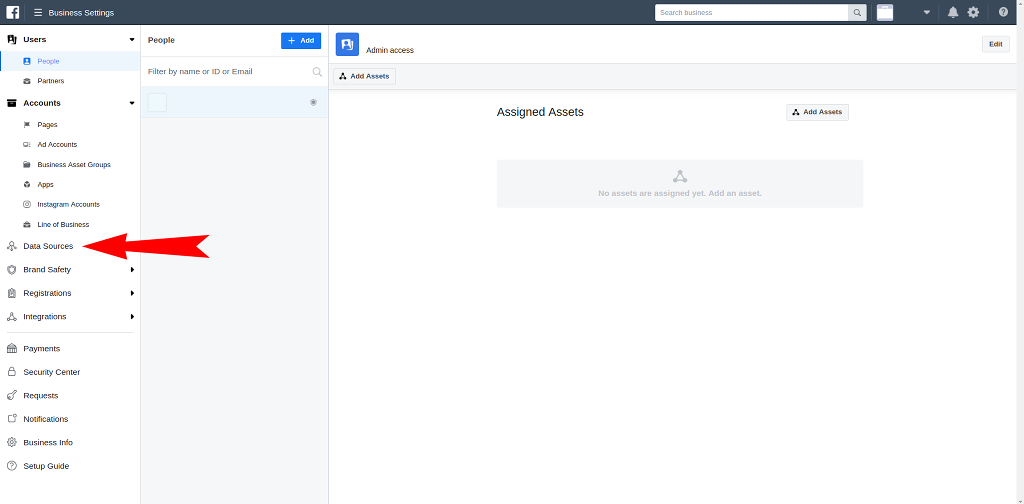 Business Settings
Search business
Users
People
Partners
Accounts
Pages
Ad Accounts
Business Asset Groups
Apps
Instagram Accounts
Line of Business
Data Sources
Brand Safety
Registrations
Integrations
Payments
Security Center
Requests
Notifications
Business Info
Setup Guide
People
+ Add
Filter by name or ID or Email
Admin access
Edit
Add Assets
Assigned Assets
Add Assets
No assets are assigned yet. Add an asset.